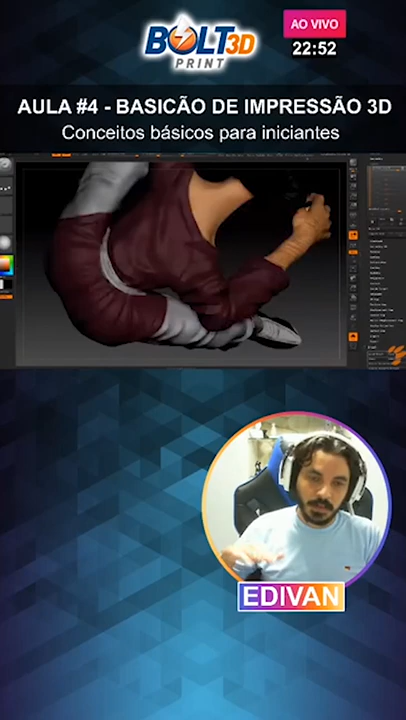 BOLT3D
PRINT
AO VIVO
22:52
AULA #4 - BASICÃO DE IMPRESSÃO 3D
Conceitos básicos para iniciantes
EDIVAN